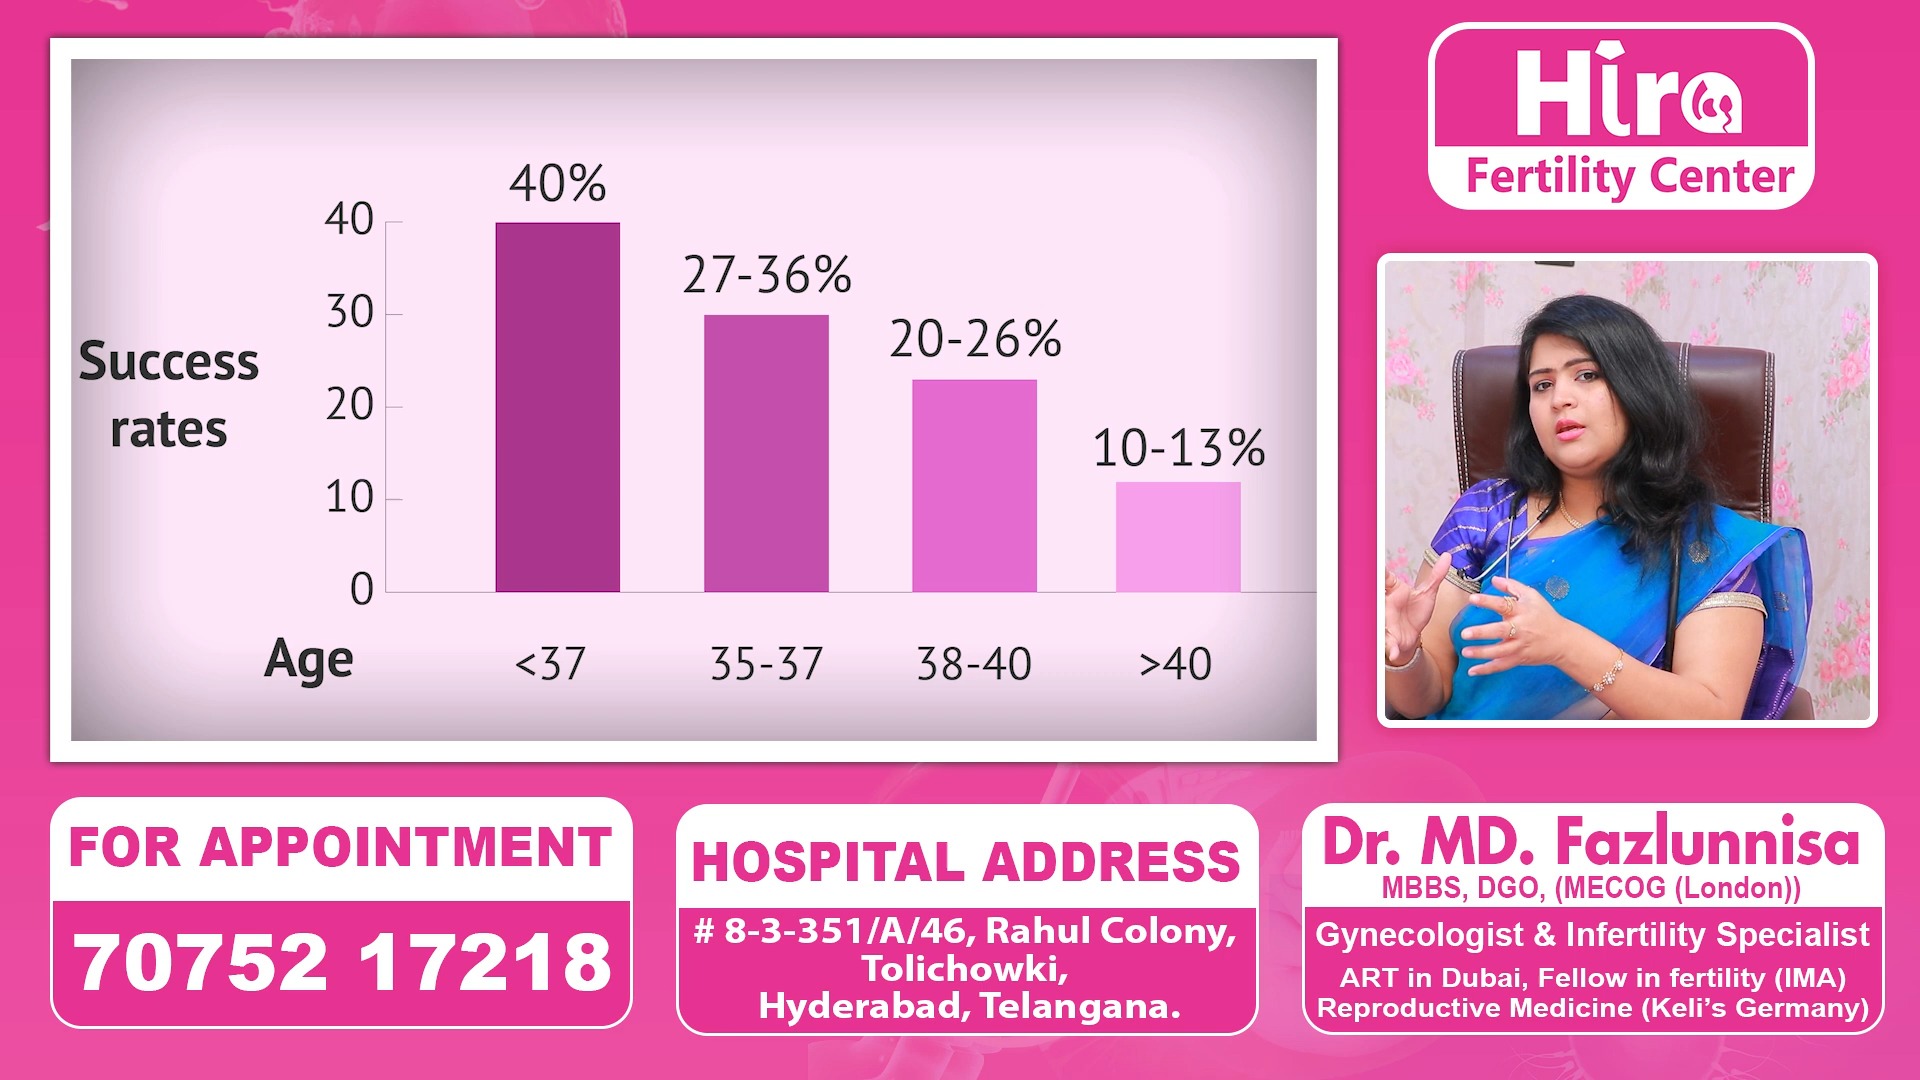 40%
27-36%
20-26%
10-13%
40
30
20
10
0
Success
rates
Age <37 35-37 38-40 >40
Hira
Fertility Center
FOR APPOINTMENT
70752 17218
HOSPITAL ADDRESS
# 8-3-351/A/46, Rahul Colony,
Tolichowki,
Hyderabad, Telangana.
Dr. MD. Fazlunnisa
MBBS, DGO, (MECOG (London))
Gynecologist & Infertility Specialist
ART in Dubai, Fellow in fertility (IMA)
Reproductive Medicine (Keli's Germany)